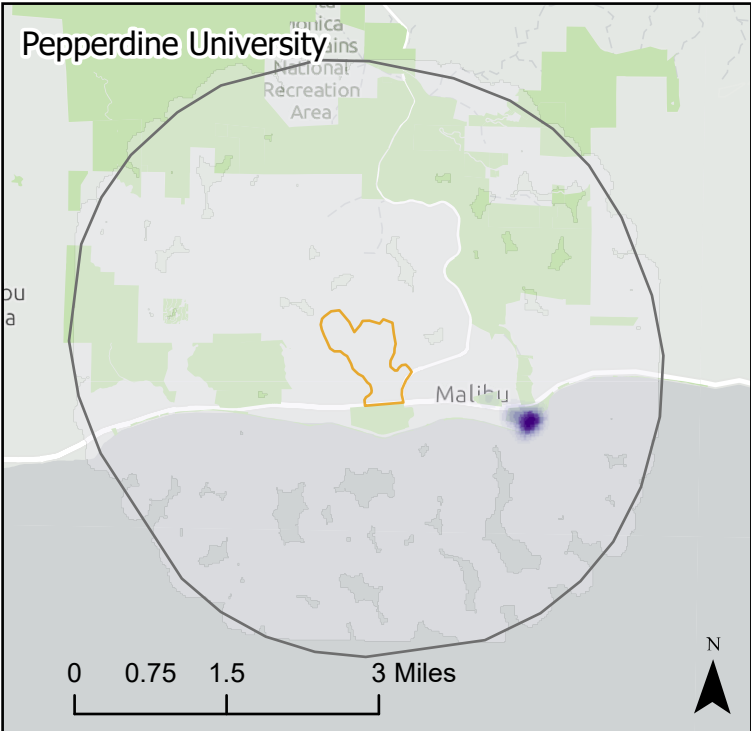 Pepperdine University
National
Recreation
Area
Malibu
0 0.75 1.5 3 Miles
N